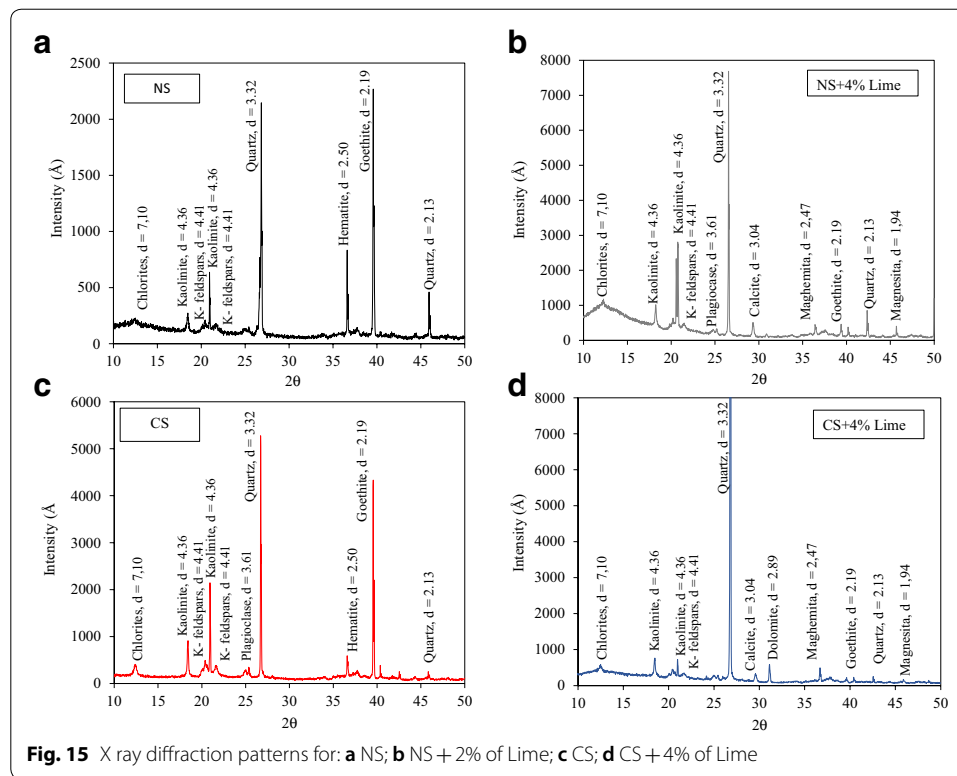 a
NS
Intensity (Å)
2500
2000
1500
1000
500
0
Chlorites, d = 7,10
Kaolinite, d = 4.36
K- feldspars, d = 4.41
Kaolinite, d = 4.36
K- feldspars, d = 4.41
Quartz, d = 3.32
Hematite, d = 2.50
Goethite, d = 2.19
Quartz, d = 2.13
10 15 20 25 30 35 40 45 50
2θ
b
NS+4% Lime
Intensity (Å)
8000
7000
6000
5000
4000
3000
2000
1000
0
Chlorites, d = 7,10
Kaolinite, d = 4.36
Kaolinite, d = 4.36
K- feldspars, d = 4.41
Plagiocase, d = 3.61
Quartz, d = 3.32
Calcite, d = 3.04
Maghemita, d = 2,47
Goethite, d = 2.19
Quartz, d = 2.13
Magnesita, d = 1,94
10 15 20 25 30 35 40 45 50
2θ
c
CS
Intensity (Å
6000
5000
4000
3000
2000
1000
0
Chlorites, d = 7,10
Kaolinite, d = 4.36
K- feldspars, d = 4.41
Kaolinite, d = 4.36
K- feldspars, d = 4.41
Plagioclase, d = 3.61
Quartz, d = 3.32
Hematite, d = 2.50
Goethite, d = 2.19
Quartz, d = 2.13
10 15 20 25 30 35 40 45 50
2θ
d
CS+4% Lime
Intensity (Å)
8000
7000
6000
5000
4000
3000
2000
1000
0
Chlorites, d = 7,10
Kaolinite, d = 4.36
Kaolinite, d = 4.36
K- feldspars, d = 4.41
Quartz, d = 3.32
Calcite, d = 3.04
Dolomite, d = 2.89
Maghemita, d = 2,47
Goethite, d = 2.19
Quartz, d = 2.13
Magnesita, d = 1,94
10 15 20 25 30 35 40 45 50
2θ
Fig. 15 X ray diffraction patterns for: a NS; b NS + 2% of Lime; c CS; d CS + 4% of Lime